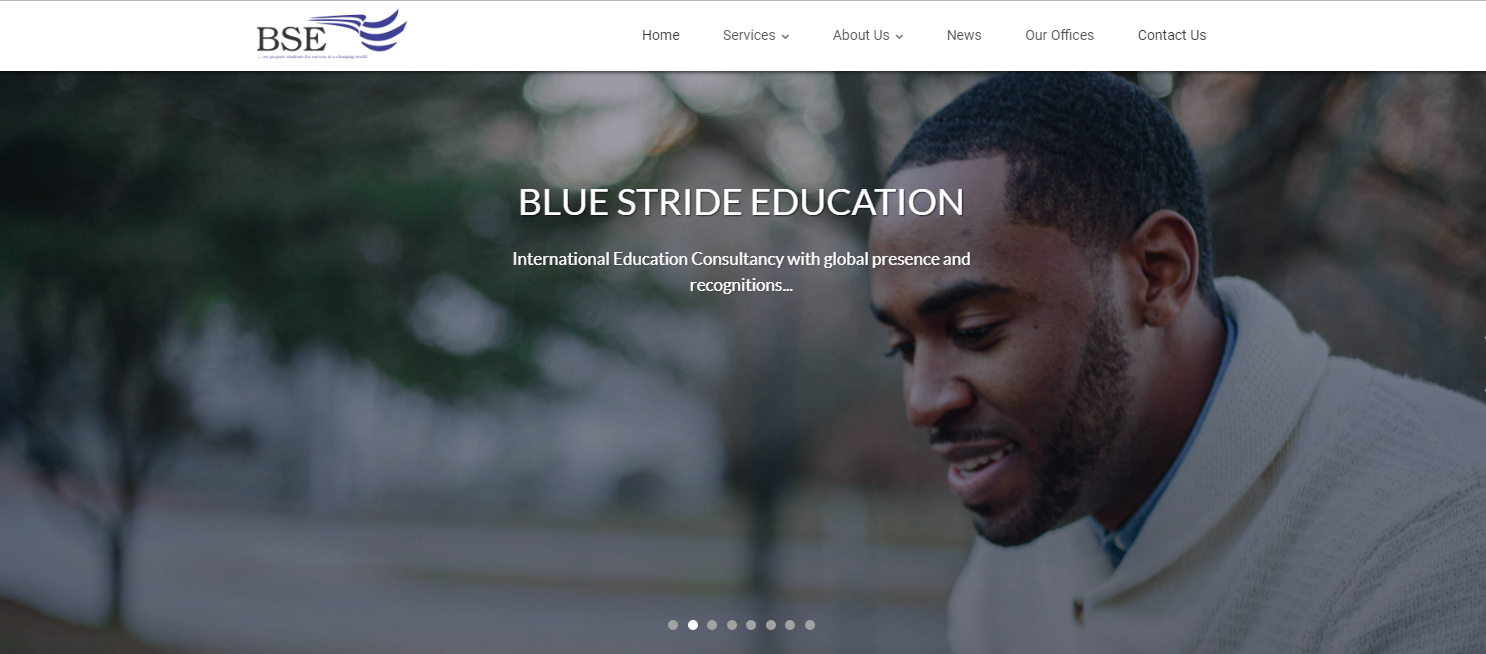 BSE
... we prepare students for success in a changing world.
Home
Services
About Us
News
Our Offices
Contact Us
BLUE STRIDE EDUCATION
International Education Consultancy with global presence and
recognitions...